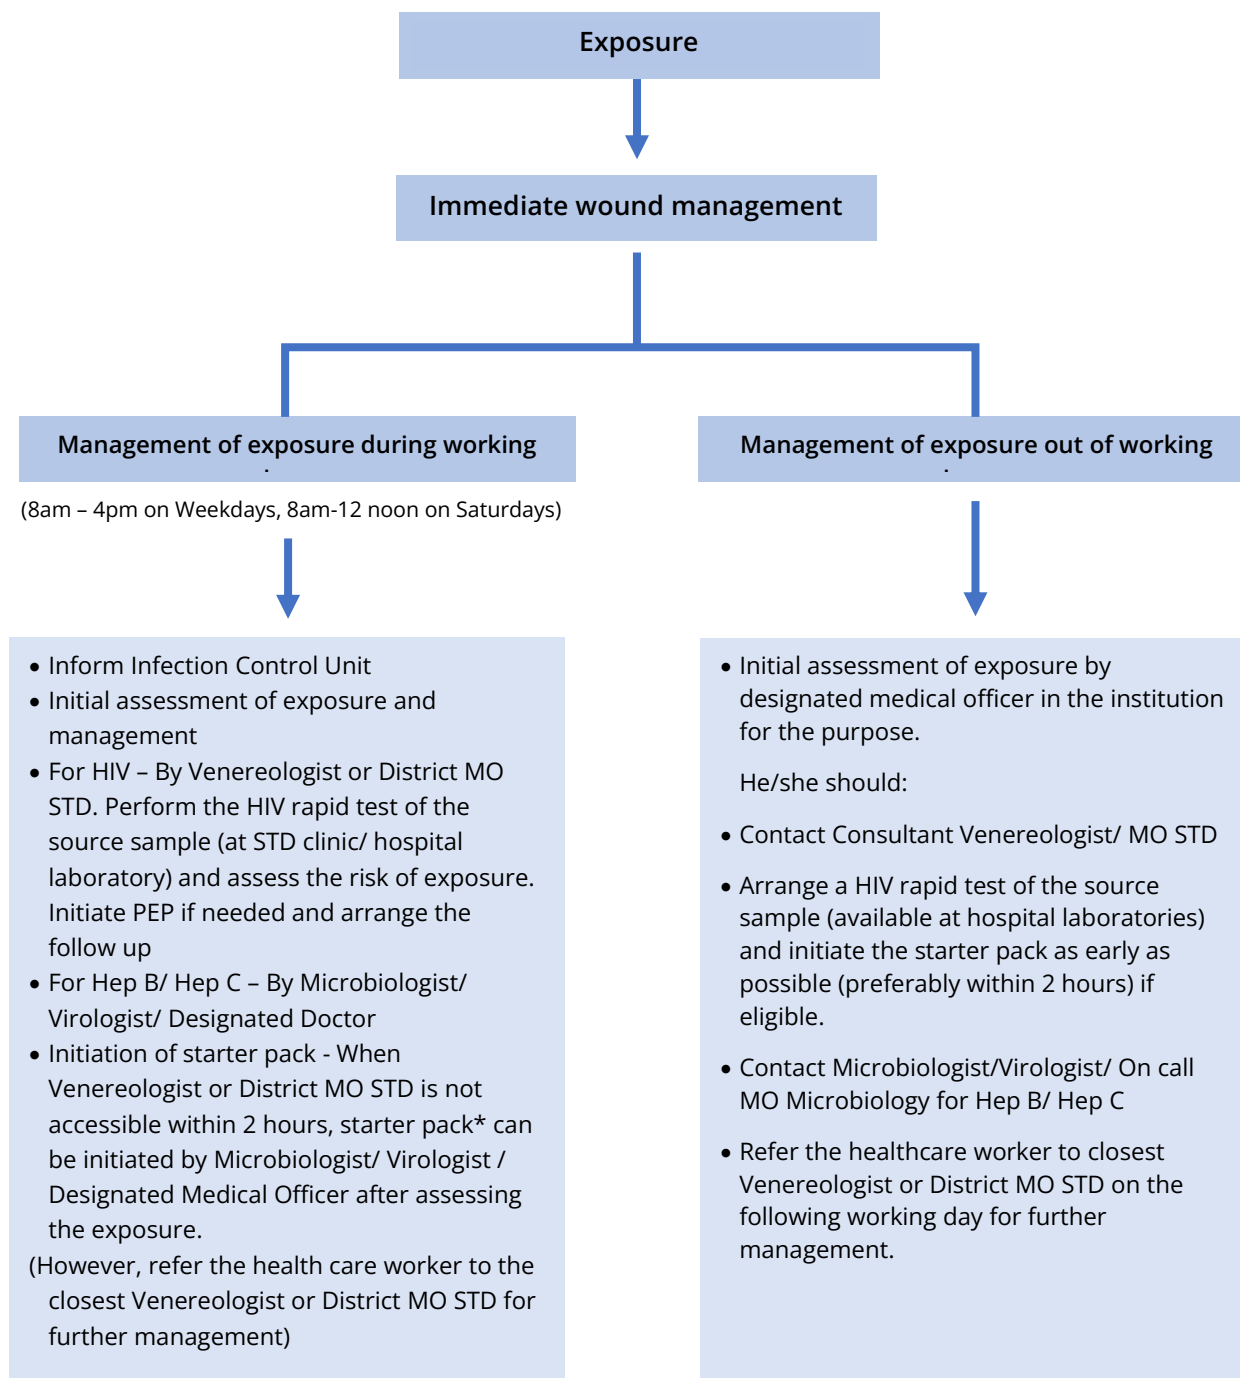 Exposure
Immediate wound management
Management of exposure during working
(8am – 4pm on Weekdays, 8am-12 noon on Saturdays)
• Inform Infection Control Unit
• Initial assessment of exposure and
management
• For HIV – By Venereologist or District MO
STD. Perform the HIV rapid test of the
source sample (at STD clinic/ hospital
laboratory) and assess the risk of exposure.
Initiate PEP if needed and arrange the
follow up
• For Hep B/ Hep C – By Microbiologist/
Virologist/ Designated Doctor
• Initiation of starter pack - When
Venereologist or District MO STD is not
accessible within 2 hours, starter pack* can
be initiated by Microbiologist/ Virologist /
Designated Medical Officer after assessing
the exposure.
(However, refer the health care worker to the
closest Venereologist or District MO STD for
further management)
Management of exposure out of working
• Initial assessment of exposure by
designated medical officer in the institution
for the purpose.
He/she should:
• Contact Consultant Venereologist/ MO STD
• Arrange a HIV rapid test of the source
sample (available at hospital laboratories)
and initiate the starter pack as early as
possible (preferably within 2 hours) if
eligible.
• Contact Microbiologist/Virologist/ On call
MO Microbiology for Hep B/ Hep C
• Refer the healthcare worker to closest
Venereologist or District MO STD on the
following working day for further
management.